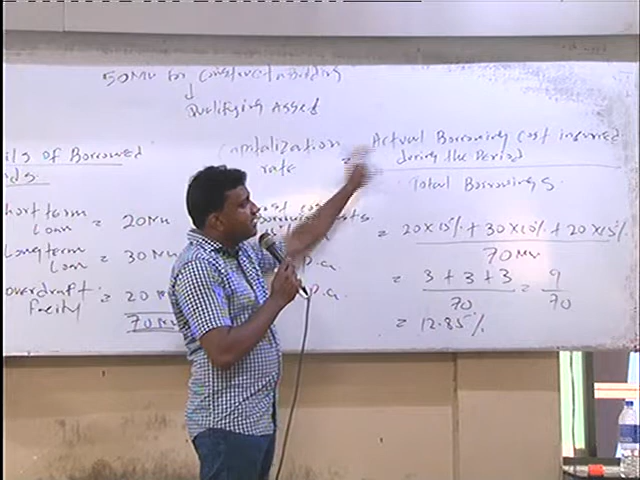 50Mn for Construct a Building
↓
Qualifying Asset
ils of Borrowed
nds:
Capitalization rate = Actual Borrowing Cost incurred during the Period
Total Borrowings
hort term loan = 20Mn
Long term Loan = 30Mn
overdraft facility = 20 M
70Mn
P.a.
P.a.
= 20 x 15% + 30 x 10% + 20 x 15%
70Mn
= 3 + 3 + 3 = 9
70 70
= 12.85%